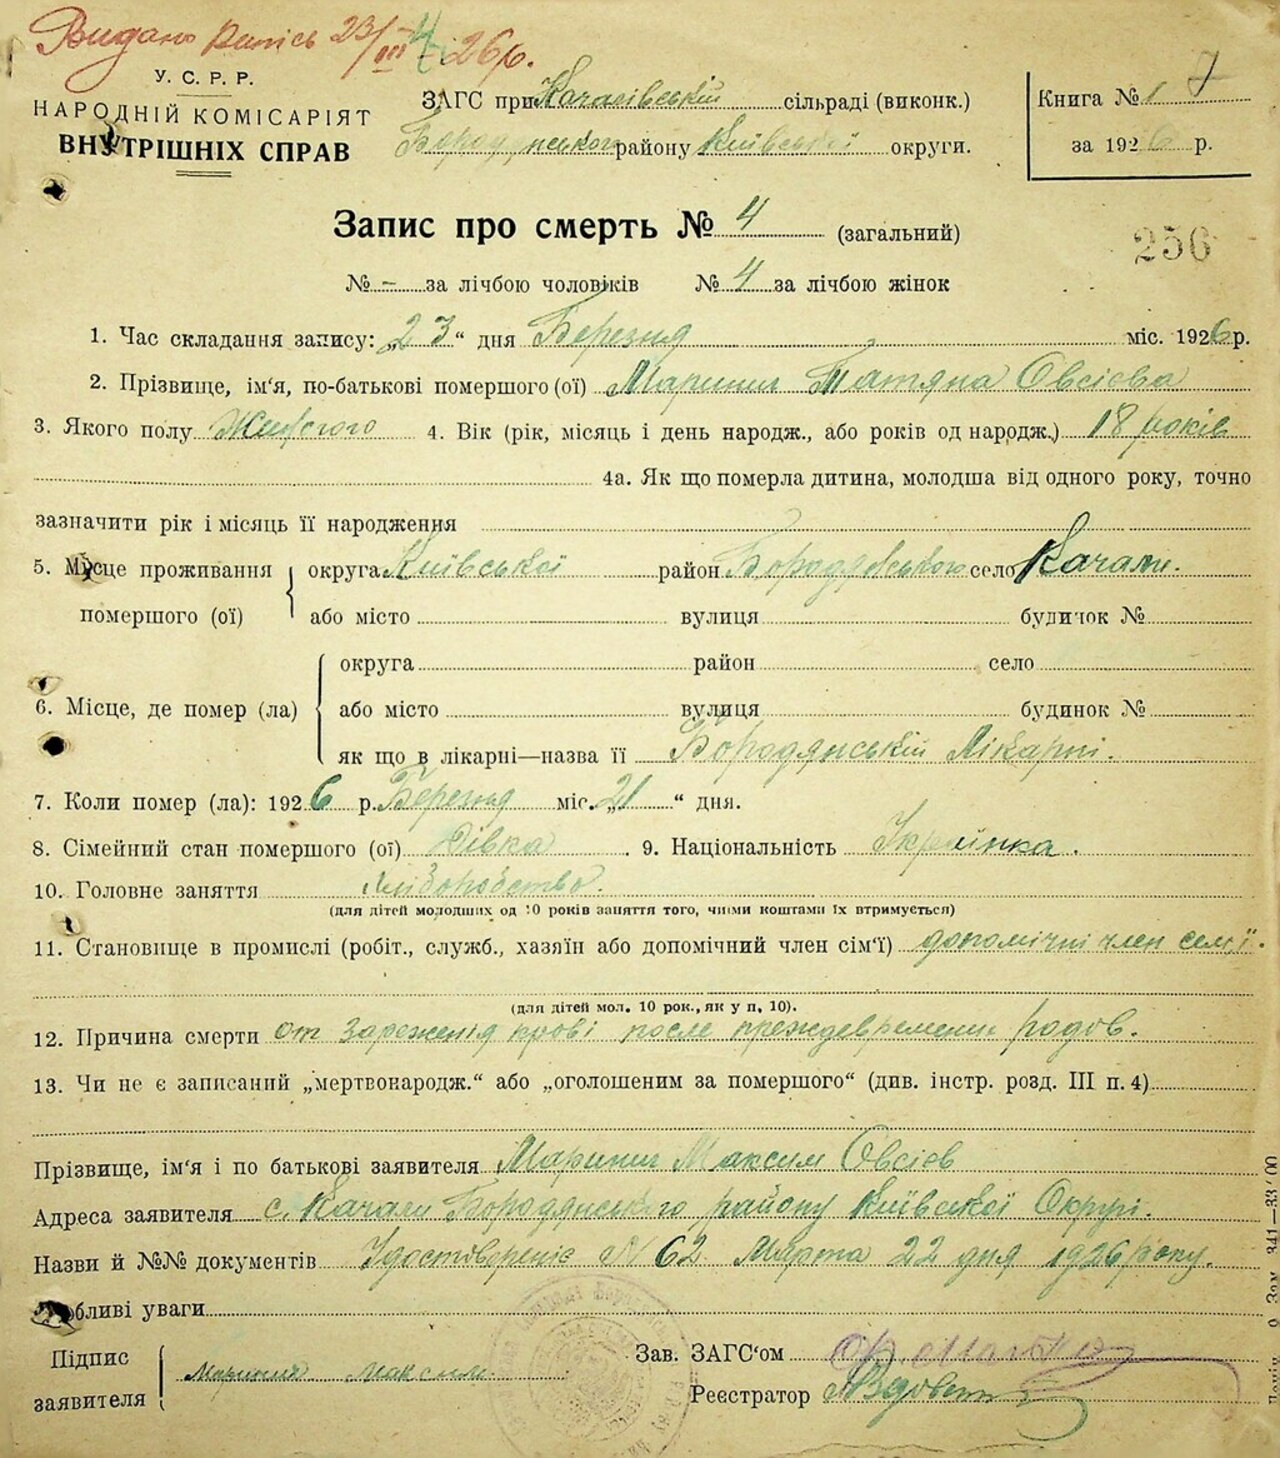 Видано випісь 23/III 26 р.
У. С. Р. Р.
НАРОДНІЙ КОМІСАРІЯТ
ВНУТРІШНІХ СПРАВ
ЗАГС при Качалівській сільраді (виконк.)
Бородянського району Київської округи.
Книга № 1
за 1926 р.
Запис про смерть № 4 (загальний)
256
№ - за лічбою чоловіків № 4 за лічбою жінок
1. Час складання запису: „23“ дня Березня міс. 1926 р.
2. Прізвище, ім‘я, по-батькові помершого (ої) Маринич Татяна Овсієва
3. Якого полу Жіночого 4. Вік (рік, місяць і день народж., або років од народж.) 18 років
4а. Як що померла дитина, молодша від одного року, точно
зазначити рік і місяць її народження
5. Місце проживання помершого (ої) округа Київської район Бородянського село Качали.
або місто вулиця будинок №
6. Місце, де помер (ла) округа район село
або місто вулиця будинок №
як що в лікарні—назва її Бородянській Лікарні.
7. Коли помер (ла): 1926 р. Березня міс. „21“ дня.
8. Сімейний стан помершого (ої) Дівка. 9. Національність Українка.
10. Головне заняття Хліборобство.
(для дітей молодших од 10 років заняття того, чиїми коштами їх втримується)
11. Становище в промислі (робіт., служб., хазяїн або допомічний член сім‘ї) допомічні член семї.
(для дітей мол. 10 рок., як у п. 10).
12. Причина смерти от зареженія крові после преждевремени родов.
13. Чи не є записаний „мертвонародж.“ або „оголошеним за помершого“ (див. інстр. розд. III п. 4)
Прізвище, ім‘я і по батькові заявителя Маринич Максим Овсієв
Адреса заявителя с. Качали Бородянського району Київської Округі.
Назви й №№ документів Удостовереніє N 62 Марта 22 дня 1926 року.
Особливі уваги
Підпис заявителя Маринич Максим.
Зав. ЗАГС‘ом
Реєстратор
Зам. 341—33